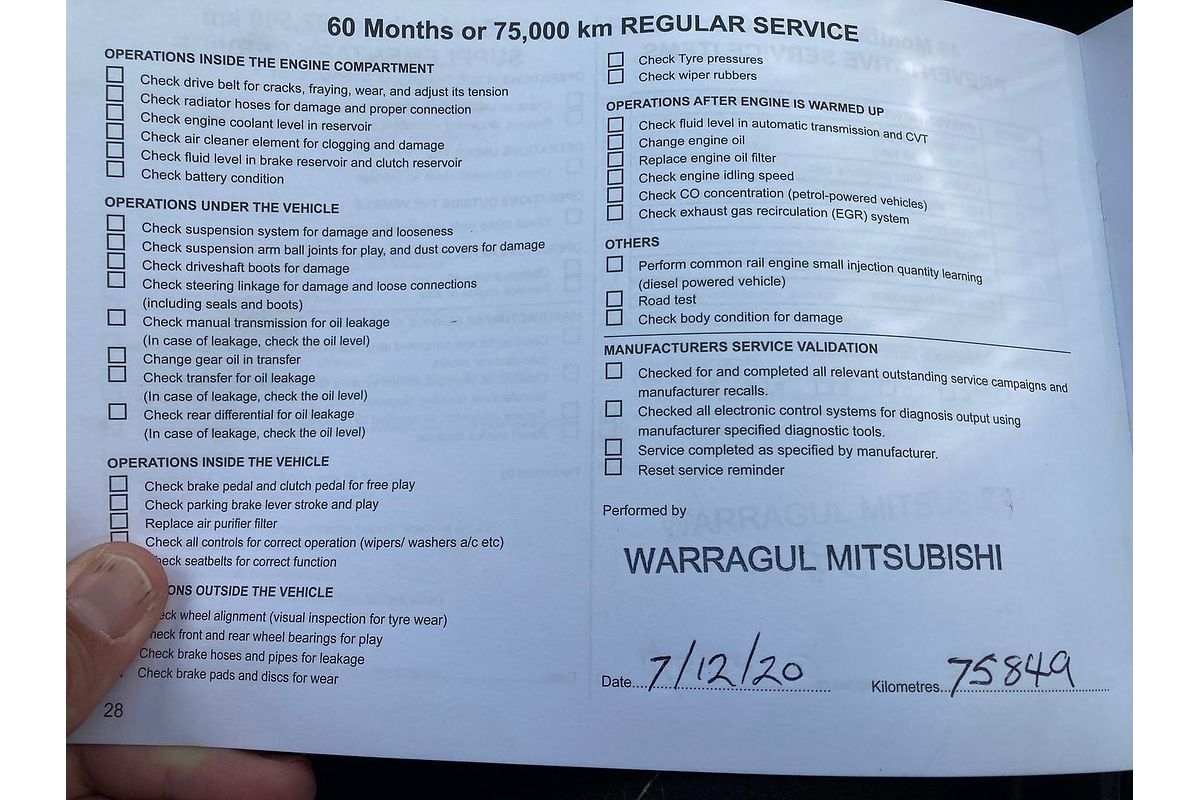 60 Months or 75,000 km REGULAR SERVICE
OPERATIONS INSIDE THE ENGINE COMPARTMENT
Check drive belt for cracks, fraying, wear, and adjust its tension
Check radiator hoses for damage and proper connection
Check engine coolant level in reservoir
Check air cleaner element for clogging and damage
Check fluid level in brake reservoir and clutch reservoir
Check battery condition
OPERATIONS UNDER THE VEHICLE
Check suspension system for damage and looseness
Check suspension arm ball joints for play, and dust covers for damage
Check driveshaft boots for damage
Check steering linkage for damage and loose connections
(including seals and boots)
Check manual transmission for oil leakage
(In case of leakage, check the oil level)
Change gear oil in transfer
Check transfer for oil leakage
(In case of leakage, check the oil level)
Check rear differential for oil leakage
(In case of leakage, check the oil level)
OPERATIONS INSIDE THE VEHICLE
Check brake pedal and clutch pedal for free play
Check parking brake lever stroke and play
Replace air purifier filter
Check all controls for correct operation (wipers/ washers a/c etc)
eck seatbelts for correct function
ONS OUTSIDE THE VEHICLE
eck wheel alignment (visual inspection for tyre wear)
heck front and rear wheel bearings for play
Check brake hoses and pipes for leakage
Check brake pads and discs for wear
28
Check Tyre pressures
Check wiper rubbers
OPERATIONS AFTER ENGINE IS WARMED UP
Check fluid level in automatic transmission and CVT
Change engine oil
Replace engine oil filter
Check engine idling speed
Check CO concentration (petrol-powered vehicles)
Check exhaust gas recirculation (EGR) system
OTHERS
Perform common rail engine small injection quantity learning
(diesel powered vehicle)
Road test
Check body condition for damage
MANUFACTURERS SERVICE VALIDATION
Checked for and completed all relevant outstanding service campaigns and
manufacturer recalls.
Checked all electronic control systems for diagnosis output using
manufacturer specified diagnostic tools.
Service completed as specified by manufacturer.
Reset service reminder
Performed by
WARRAGUL MITSUBISHI
Date....7/12/20
Kilometres..75849